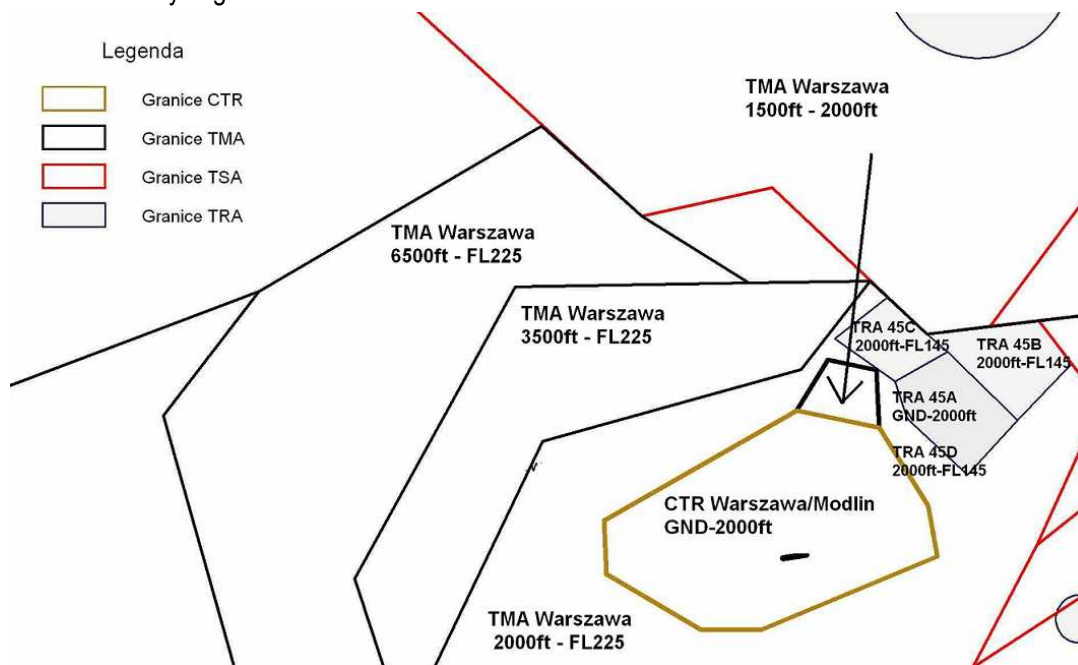 Legenda
Granice CTR
Granice TMA
Granice TSA
Granice TRA
TMA Warszawa
1500ft - 2000ft
TMA Warszawa
6500ft - FL225
TMA Warszawa
3500ft - FL225
TRA 45C
2000ft-FL145
TRA 45B
2000ft-FL145
TRA 45A
GND-2000ft
TRA 45D
2000ft-FL145
CTR Warszawa/Modlin
GND-2000ft
TMA Warszawa
2000ft - FL225